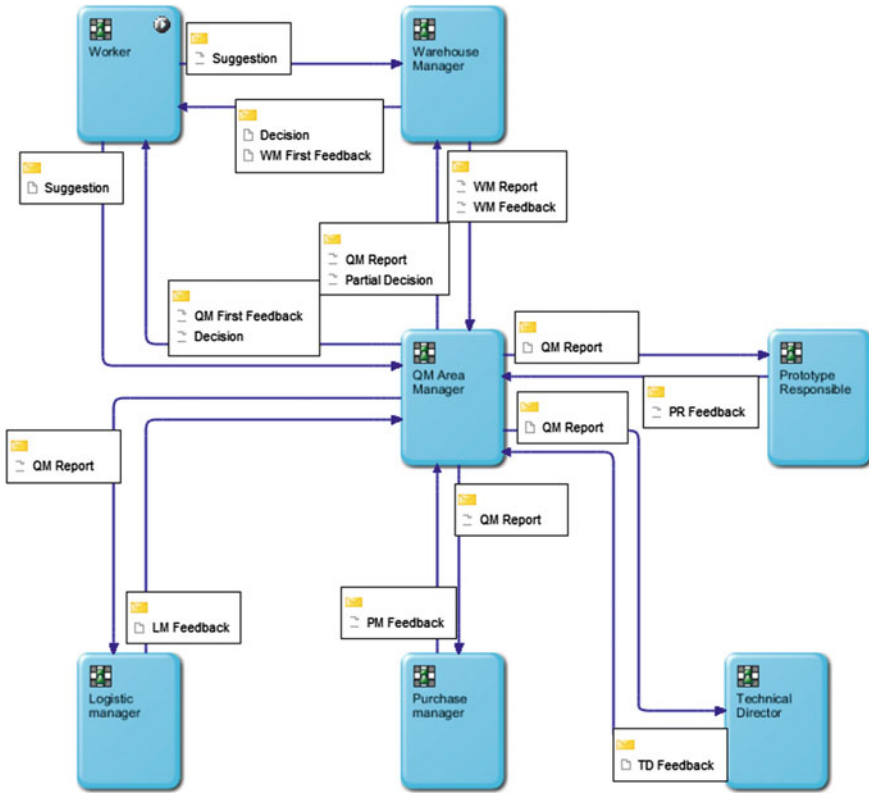 Worker
Suggestion
Warehouse
Manager
Decision
WM First Feedback
Suggestion
WM Report
WM Feedback
QM Report
Partial Decision
QM First Feedback
Decision
QM Area
Manager
QM Report
Prototype
Responsible
PR Feedback
QM Report
QM Report
QM Report
LM Feedback
PM Feedback
Logistic
manager
Purchase
manager
Technical
Director
TD Feedback